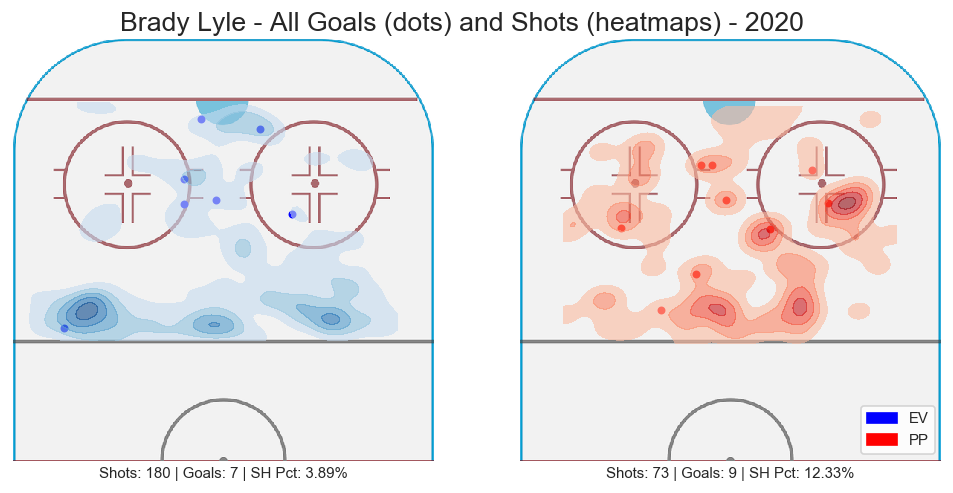 Brady Lyle - All Goals (dots) and Shots (heatmaps) - 2020
EV
PP
Shots: 180 | Goals: 7 | SH Pct: 3.89%
Shots: 73 | Goals: 9 | SH Pct: 12.33%